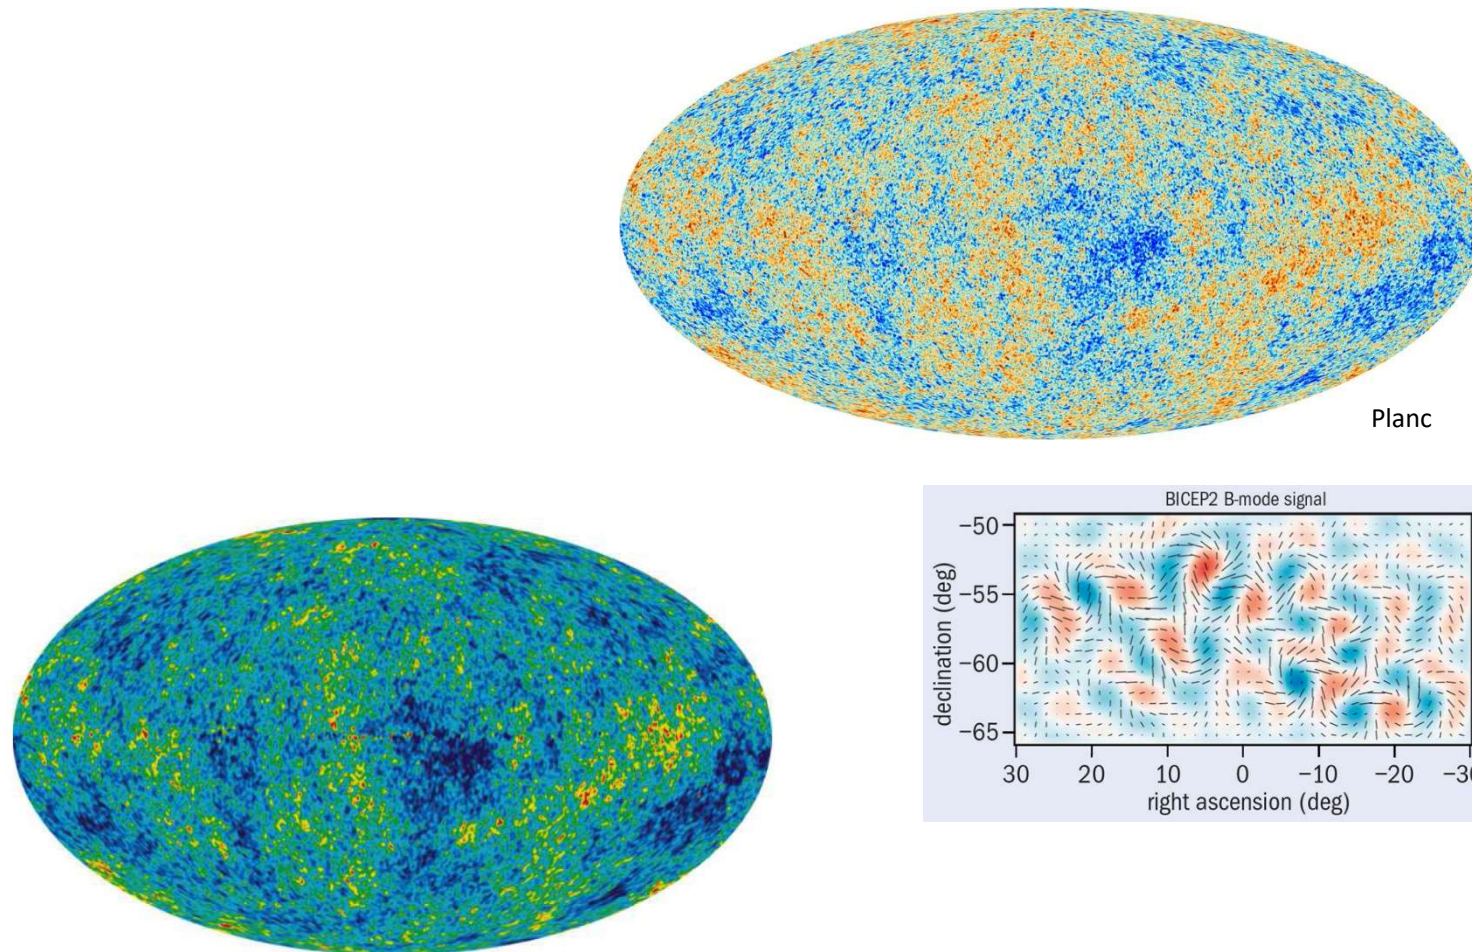 Planc
BICEP2 B-mode signal
−50
−55
−60
−65
declination (deg)
30 20 10 0 −10 −20 −30
right ascension (deg)